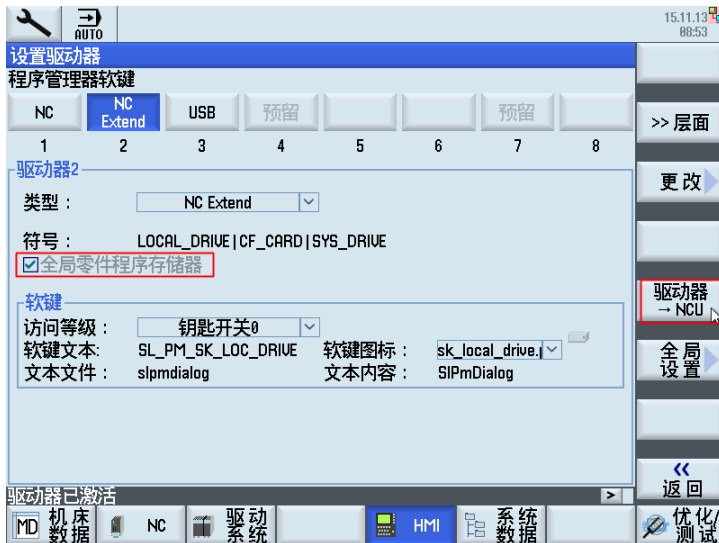 AUTO
15.11.13
08:53
设置驱动器
程序管理器软键
NC
NC
Extend
USB
预留
预留
>> 层面
1 2 3 4 5 6 7 8
驱动器2
更改
类型：
NC Extend
符号：
LOCAL_DRIVE|CF_CARD|SYS_DRIVE
全局零件程序存储器
驱动器
→ NCU
软键
访问等级：
钥匙开关0
软键文本:
SL_PM_SK_LOC_DRIVE
软键图标：
sk_local_drive.
文本文件：
slpmdialog
文本内容：
SlPmDialog
全局
设置
<<
返回
驱动器已激活
>
MD
机床
数据
NC
驱动
系统
HMI
系统
数据
优化/
测试